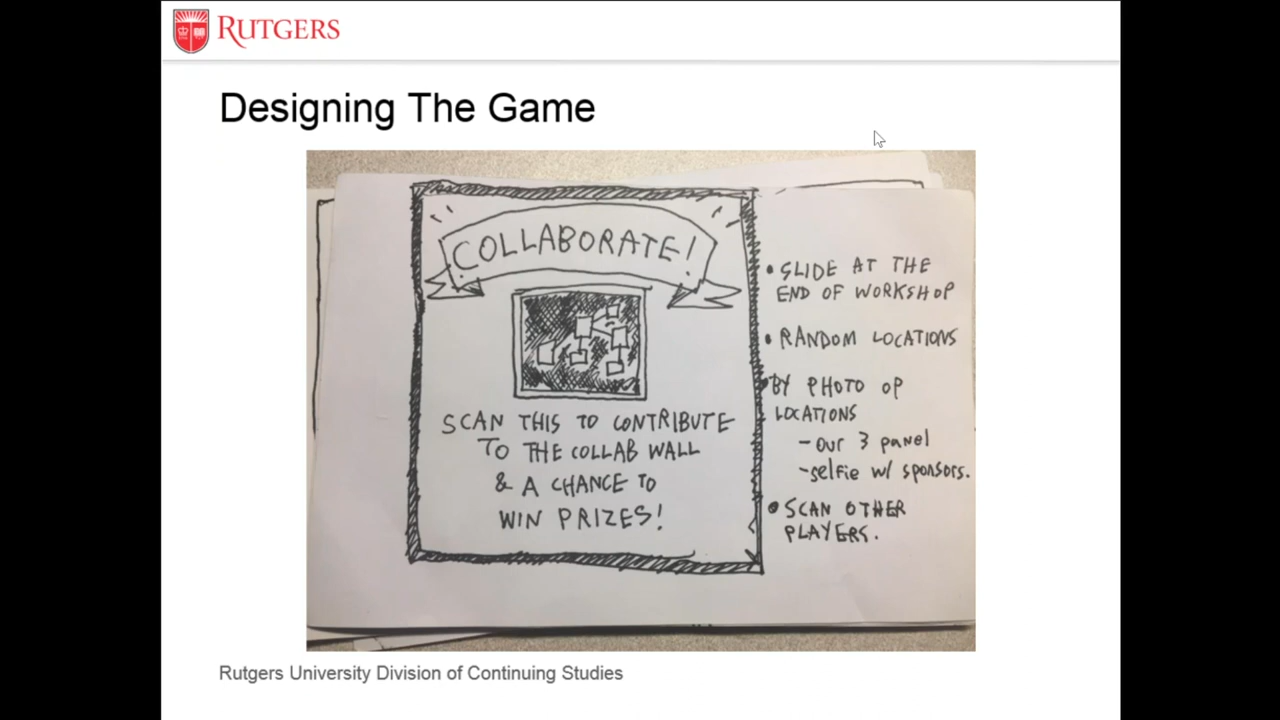 RUTGERS
Designing The Game
COLLABORATE!
SCAN THIS TO CONTRIBUTE
TO THE COLLAB WALL
& A CHANCE TO
WIN PRIZES!
• SLIDE AT THE
END OF WORKSHOP
• RANDOM LOCATIONS
• BY PHOTO OP
LOCATIONS
- our 3 panel
- selfie w/ sponsors.
• SCAN OTHER
PLAYERS.
Rutgers University Division of Continuing Studies